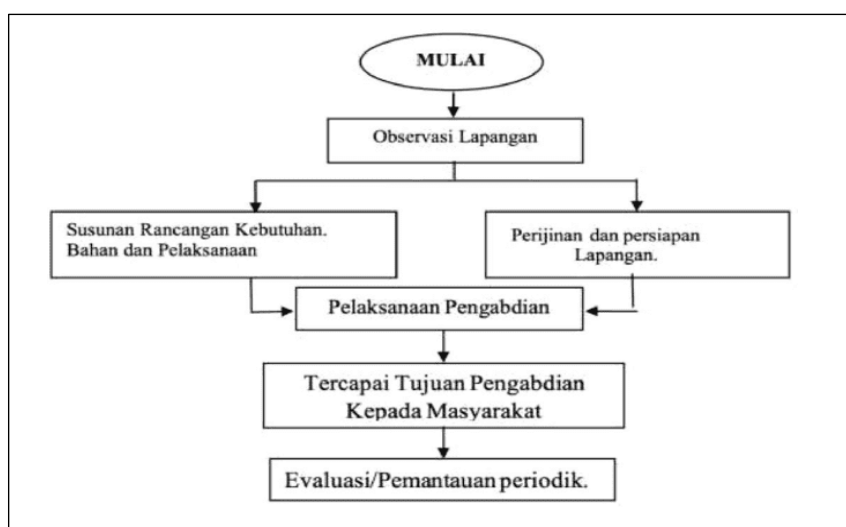 MULAI
Observasi Lapangan
Susunan Rancangan Kebutuhan.
Bahan dan Pelaksanaan
Perijinan dan persiapan
Lapangan.
Pelaksanaan Pengabdian
Tercapai Tujuan Pengabdian
Kepada Masyarakat
Evaluasi/Pemantauan periodik.